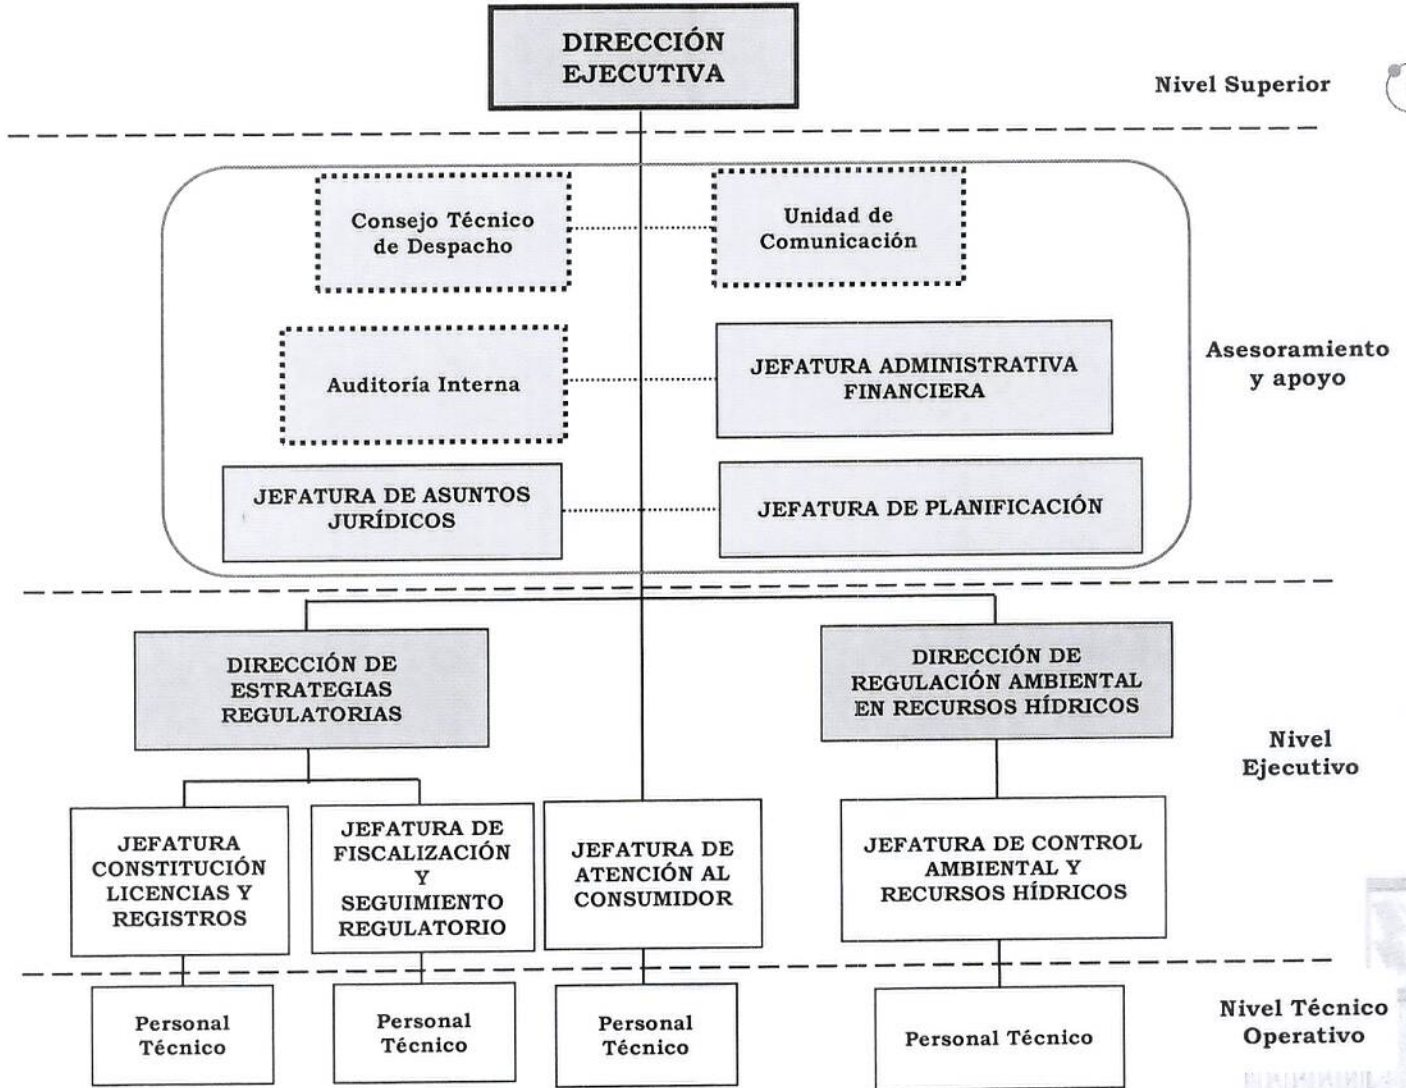 DIRECCIÓN
EJECUTIVA
Nivel Superior
Consejo Técnico
de Despacho
Unidad de
Comunicación
Auditoría Interna
JEFATURA ADMINISTRATIVA
FINANCIERA
Asesoramiento
y apoyo
JEFATURA DE ASUNTOS
JURÍDICOS
JEFATURA DE PLANIFICACIÓN
DIRECCIÓN DE
ESTRATEGIAS
REGULATORIAS
DIRECCIÓN DE
REGULACIÓN AMBIENTAL
EN RECURSOS HÍDRICOS
Nivel
Ejecutivo
JEFATURA
CONSTITUCIÓN
LICENCIAS Y
REGISTROS
JEFATURA DE
FISCALIZACIÓN
Y
SEGUIMIENTO
REGULATORIO
JEFATURA DE
ATENCIÓN AL
CONSUMIDOR
JEFATURA DE CONTROL
AMBIENTAL Y
RECURSOS HÍDRICOS
Personal
Técnico
Personal
Técnico
Personal
Técnico
Personal Técnico
Nivel Técnico
Operativo